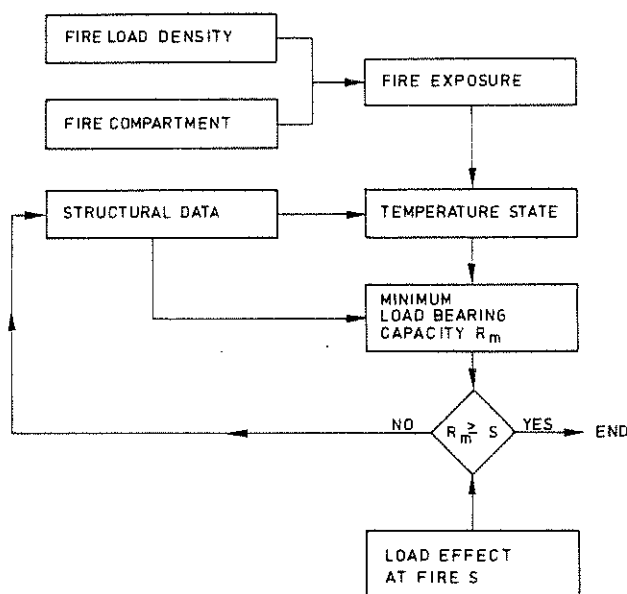 FIRE LOAD DENSITY
FIRE EXPOSURE
FIRE COMPARTMENT
STRUCTURAL DATA
TEMPERATURE STATE
MINIMUM
LOAD BEARING
CAPACITY Rm
NO
Rm ≥ S
YES
END
LOAD EFFECT
AT FIRE S